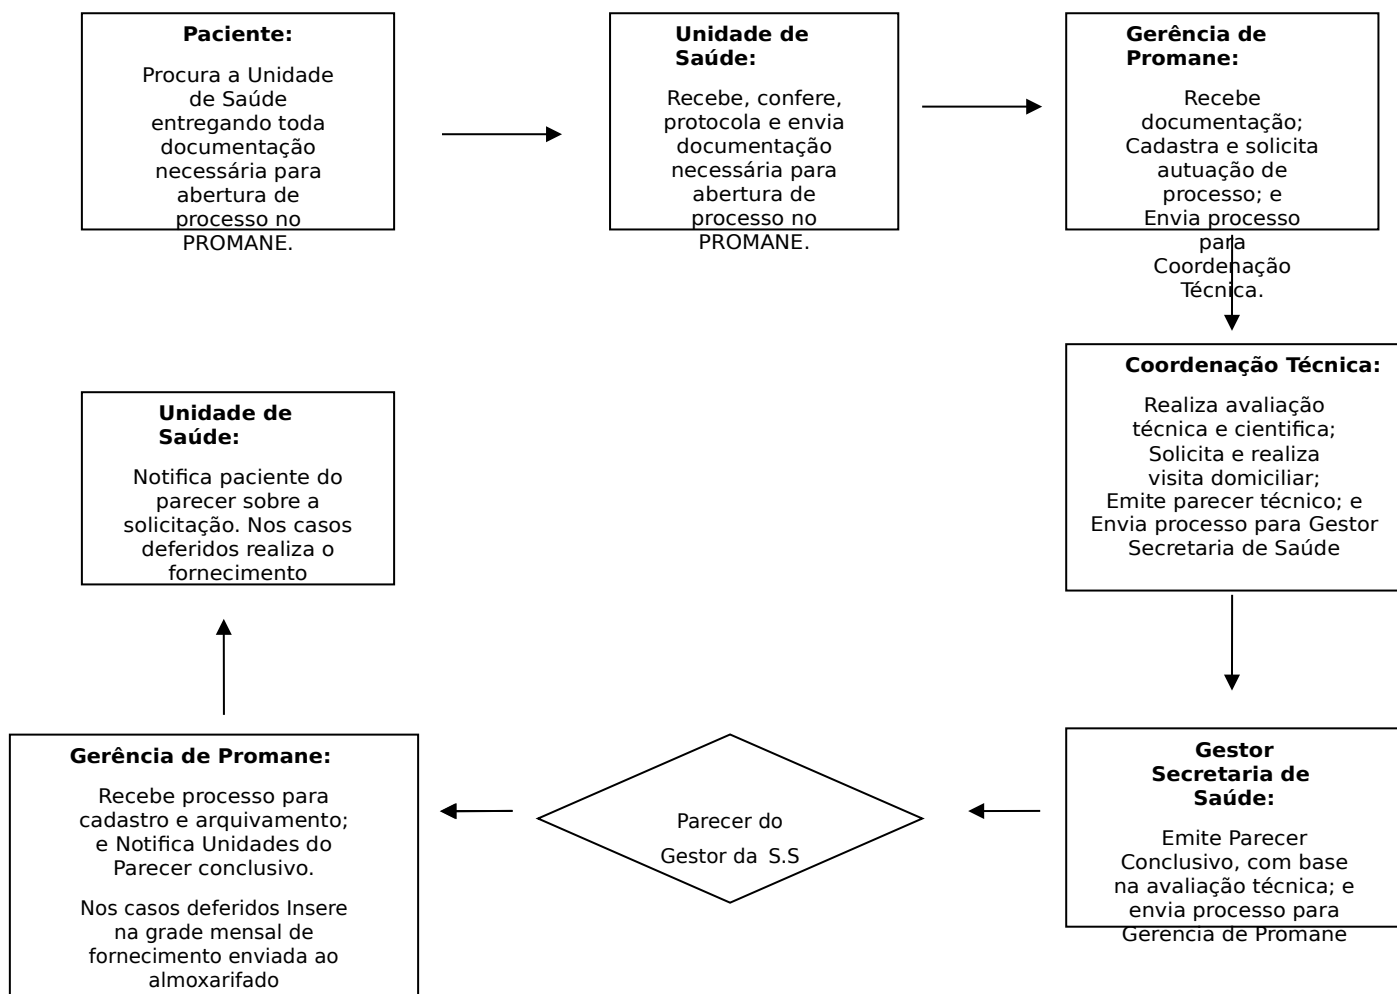 Paciente:
Procura a Unidade
de Saúde
entregando toda
documentação
necessária para
abertura de
processo no
PROMANE.
Unidade de
Saúde:
Recebe, confere,
protocola e envia
documentação
necessária para
abertura de
processo no
PROMANE.
Gerência de
Promane:
Recebe
documentação;
Cadastra e solicita
autuação de
processo; e
Envia processo
para
Coordenação
Técnica.
Coordenação Técnica:
Realiza avaliação
técnica e cientifica;
Solicita e realiza
visita domiciliar;
Emite parecer técnico; e
Envia processo para Gestor
Secretaria de Saúde
Gestor
Secretaria de
Saúde:
Emite Parecer
Conclusivo, com base
na avaliação técnica; e
envia processo para
Gerencia de Promane
Parecer do
Gestor da S.S
Gerência de Promane:
Recebe processo para
cadastro e arquivamento;
e Notifica Unidades do
Parecer conclusivo.
Nos casos deferidos Insere
na grade mensal de
fornecimento enviada ao
almoxarifado
Unidade de
Saúde:
Notifica paciente do
parecer sobre a
solicitação. Nos casos
deferidos realiza o
fornecimento